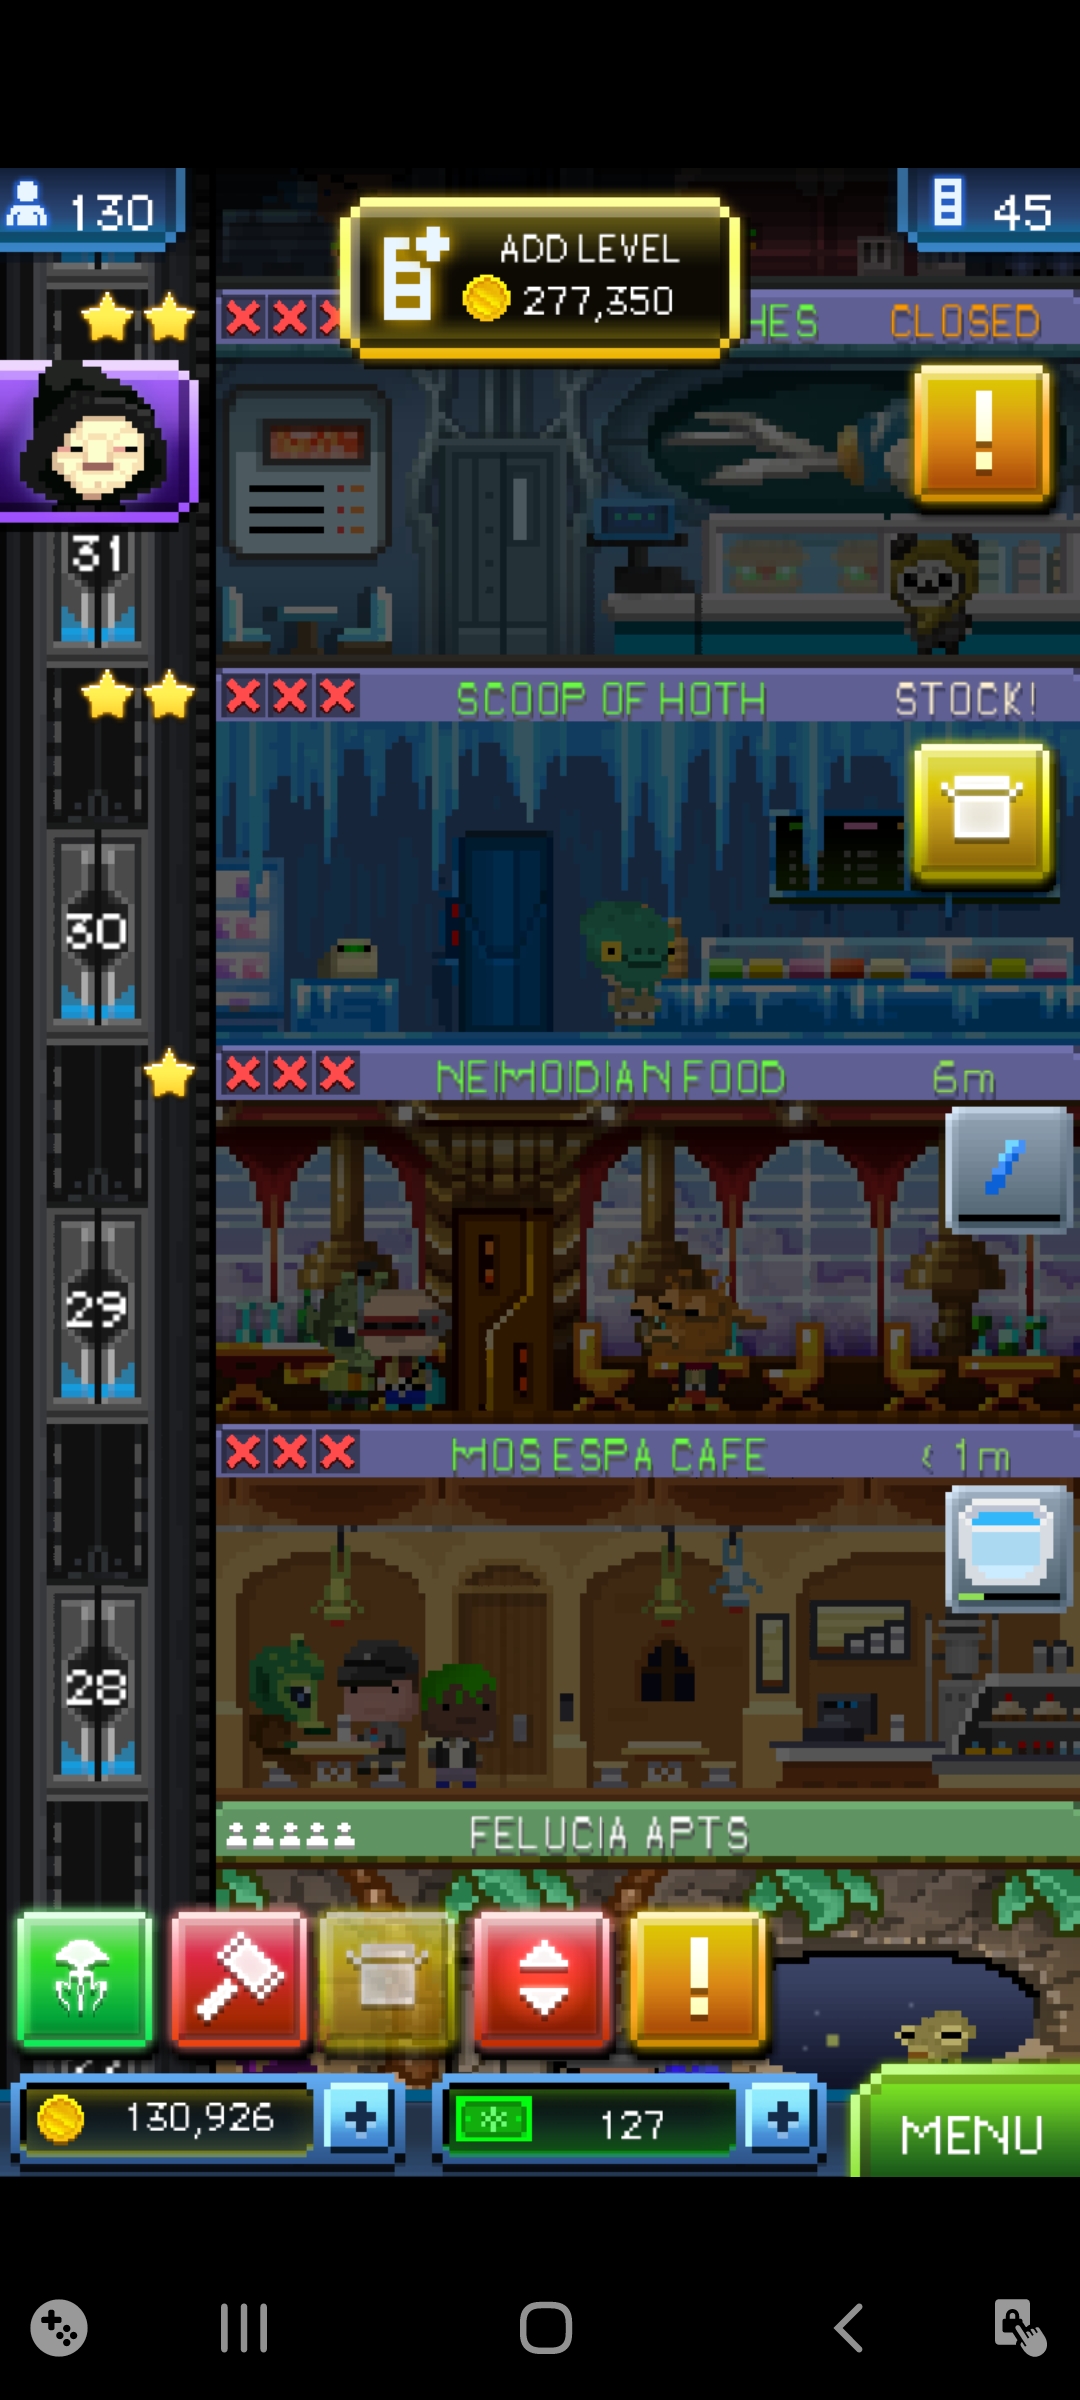 130
ADD LEVEL
277,350
45
HES
CLOSED
31
SCOOP OF HOTH
STOCK!
30
NEIMOIDIAN FOOD
6m
29
MOS ESPA CAFE
< 1m
28
FELUCIA APTS
130,926
127
MENU